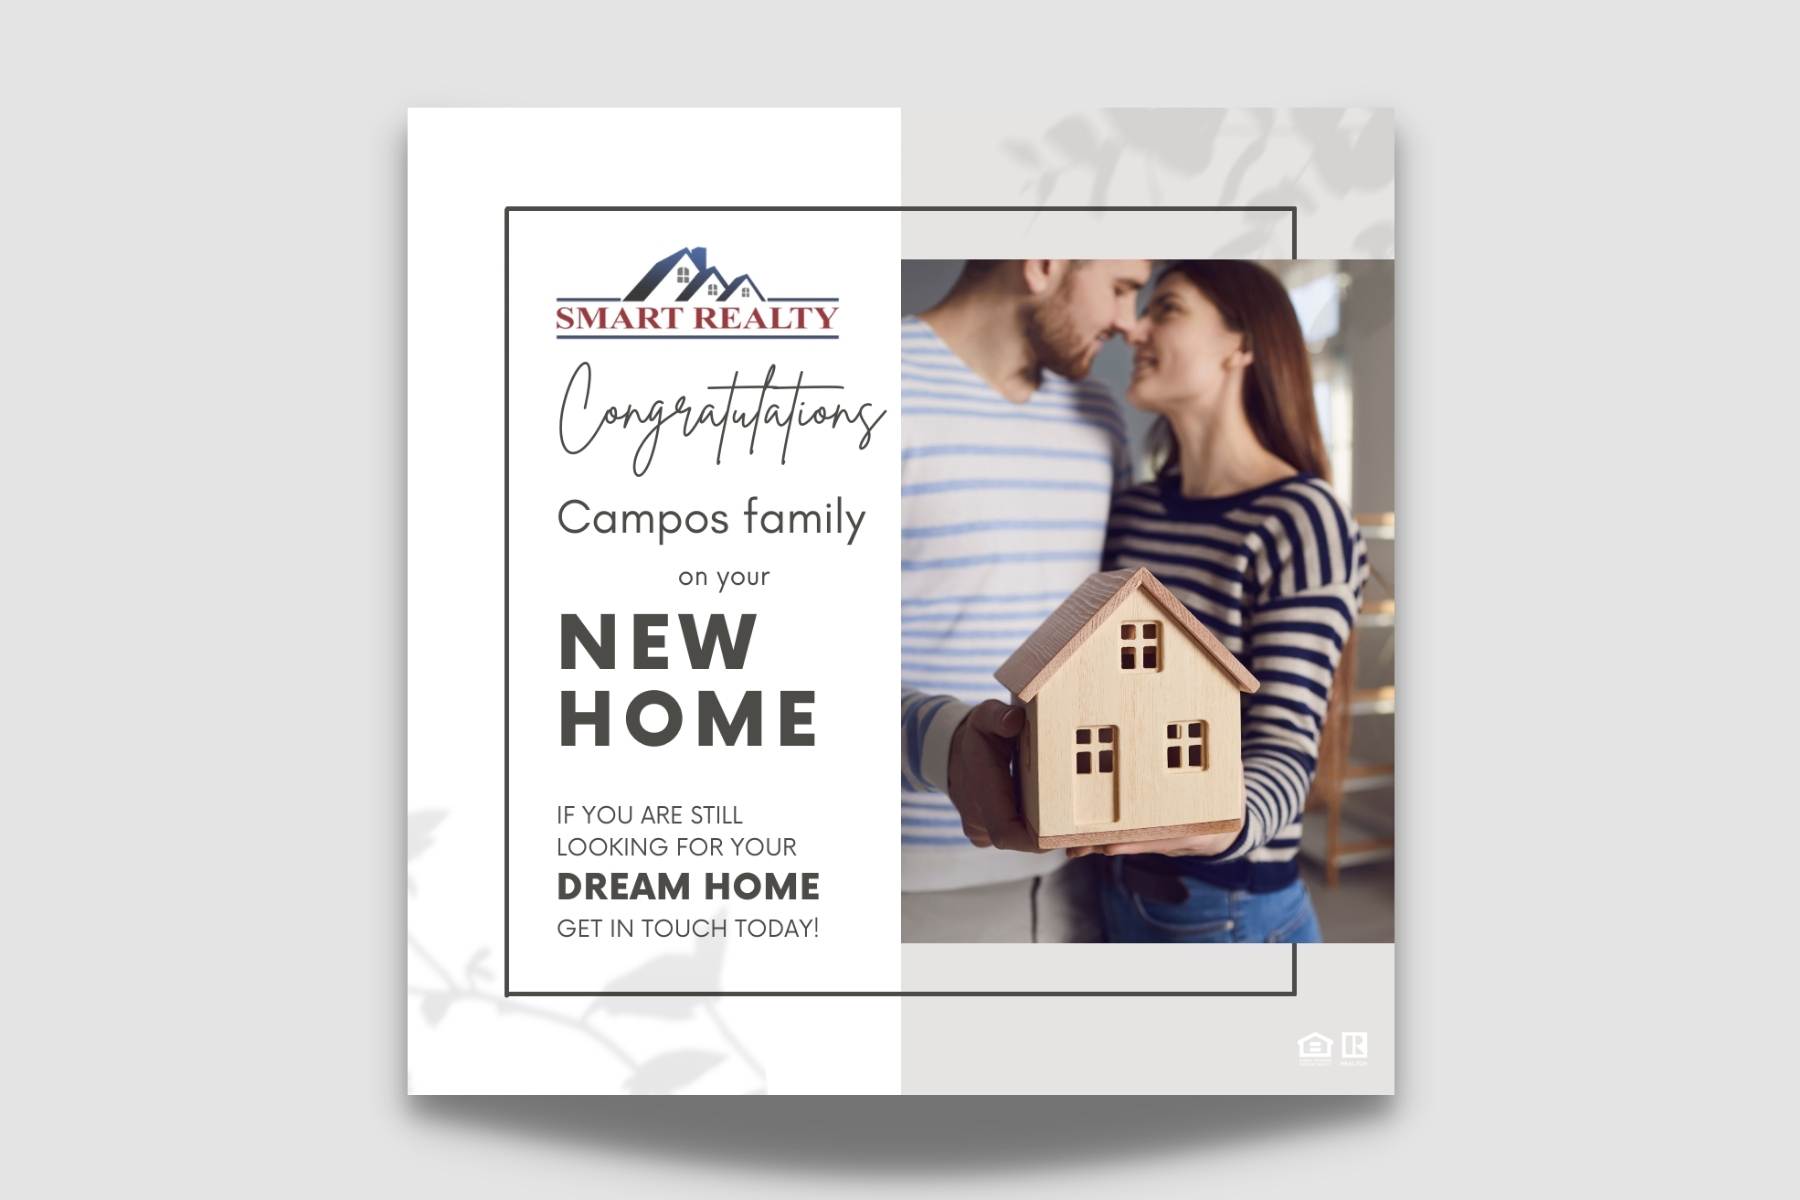 SMART REALTY
Congratulations
Campos family
on your
NEW
HOME
IF YOU ARE STILL
LOOKING FOR YOUR
DREAM HOME
GET IN TOUCH TODAY!